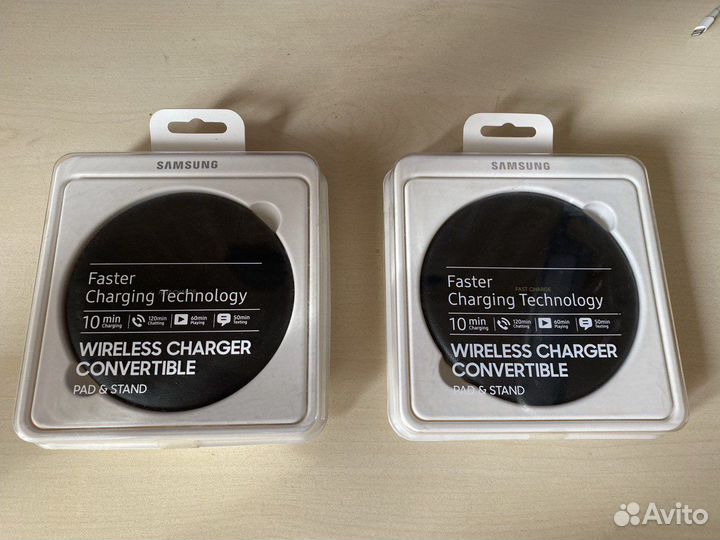 SAMSUNG
Faster
Charging Technology
10 min Charging
120min Chatting
60min Playing
50min Texting
WIRELESS CHARGER
CONVERTIBLE
PAD & STAND
SAMSUNG
FAST CHARGE
Faster
Charging Technology
10 min Charging
120min Chatting
60min Playing
50min Texting
WIRELESS CHARGER
CONVERTIBLE
PAD & STAND
Avito